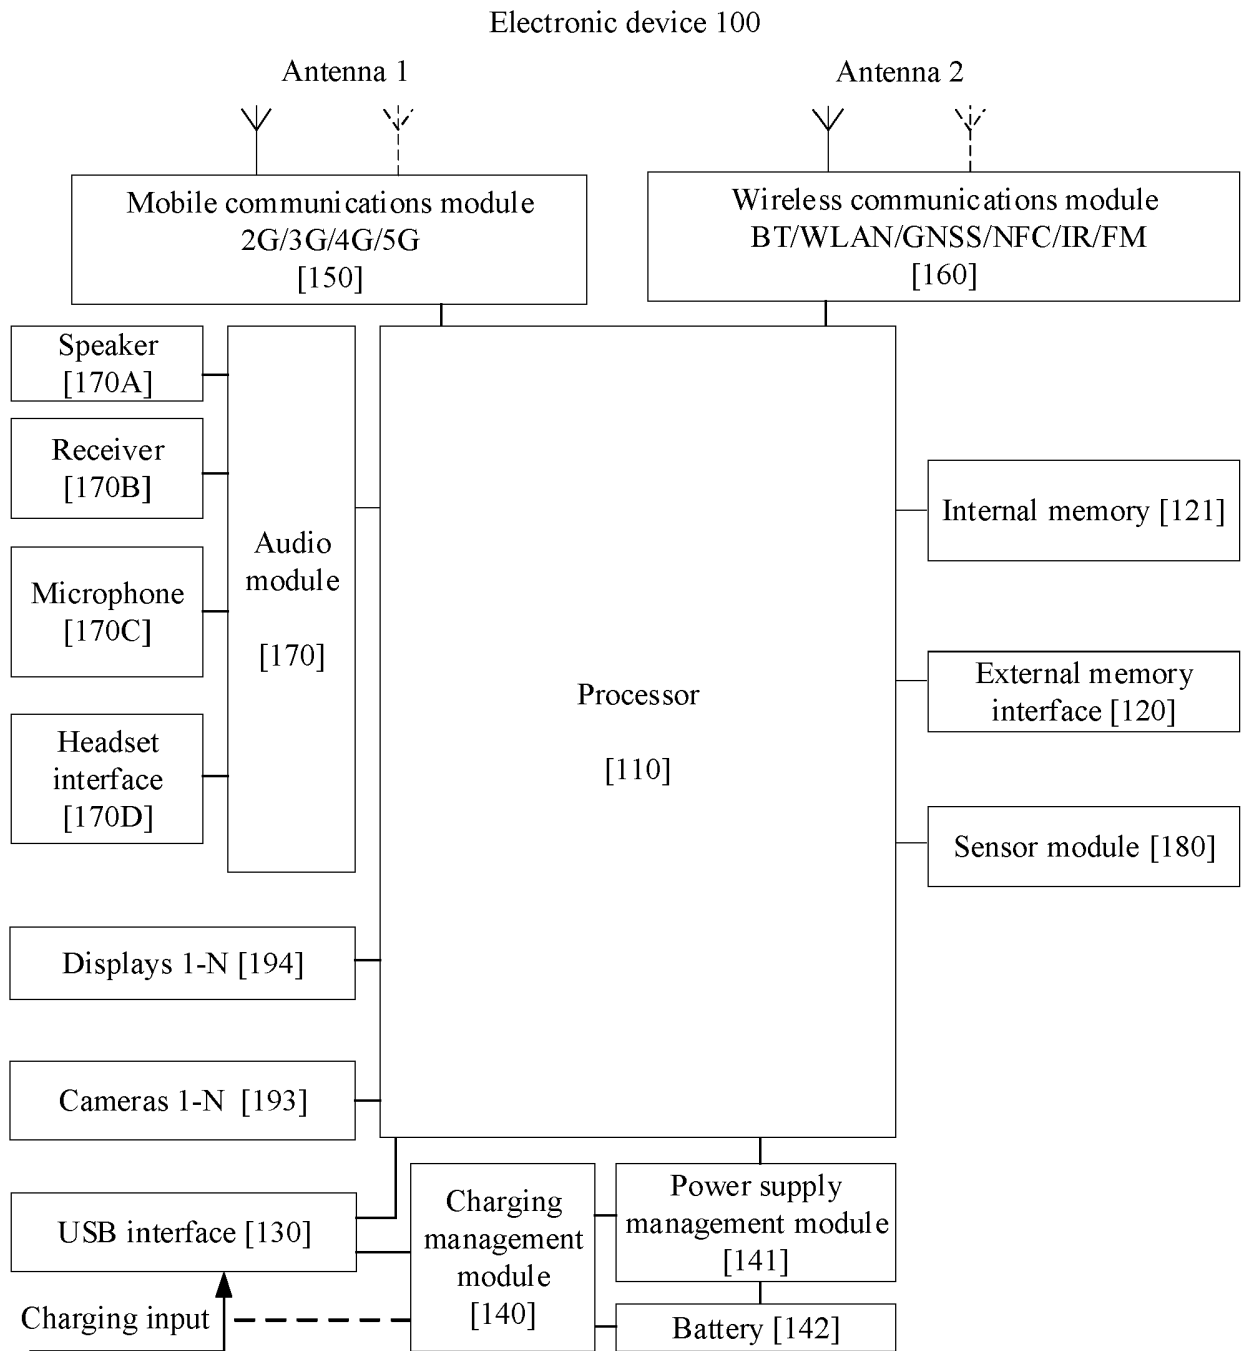 Electronic device 100
Antenna 1
Antenna 2
Mobile communications module
2G/3G/4G/5G
[150]
Wireless communications module
BT/WLAN/GNSS/NFC/IR/FM
[160]
Speaker
[170A]
Receiver
[170B]
Microphone
[170C]
Headset
interface
[170D]
Audio
module
[170]
Processor
[110]
Internal memory [121]
External memory
interface [120]
Sensor module [180]
Displays 1-N [194]
Cameras 1-N [193]
USB interface [130]
Charging input
Charging
management
module
[140]
Power supply
management module
[141]
Battery [142]